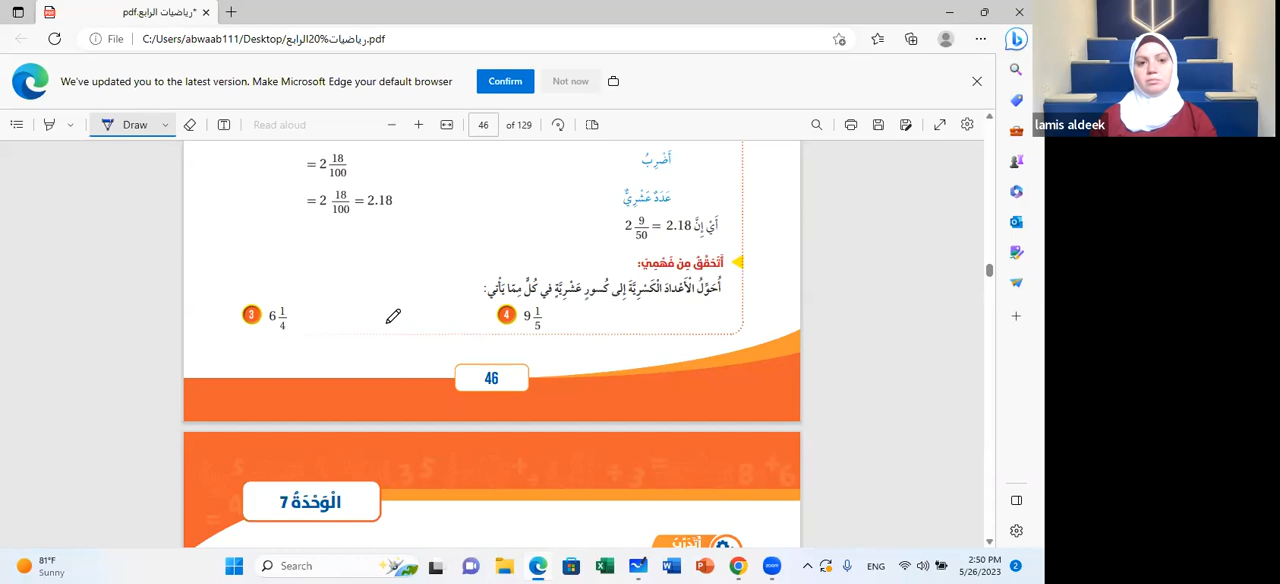 رياضيات الرابع.pdf*
File
C:/Users/abwaab111/Desktop/رياضيات%20الرابع.pdf
We've updated you to the latest version. Make Microsoft Edge your default browser
Confirm
Not now
Draw
Read aloud
46
of 129
lamis aldeek
= 2 18/100
أَضْرِبُ
= 2 18/100 = 2.18
عَدَدٌ عَشْرِيٌّ
أَيْ إِنَّ 2.18 = 2 9/50
أَتَحَقَّقُ مِنْ فَهْمِيَ:
أُحَوِّلُ الْأَعْدادَ الْكَسْرِيَّةَ إِلى كُسورٍ عَشْرِيَّةٍ في كُلٍّ مِمّا يَأْتي:
3 6 1/4
4 9 1/5
46
الْوَحْدَةُ 7
أَتَدَرَّبُ
81°F
Sunny
Search
ENG
2:50 PM
5/26/2023
2